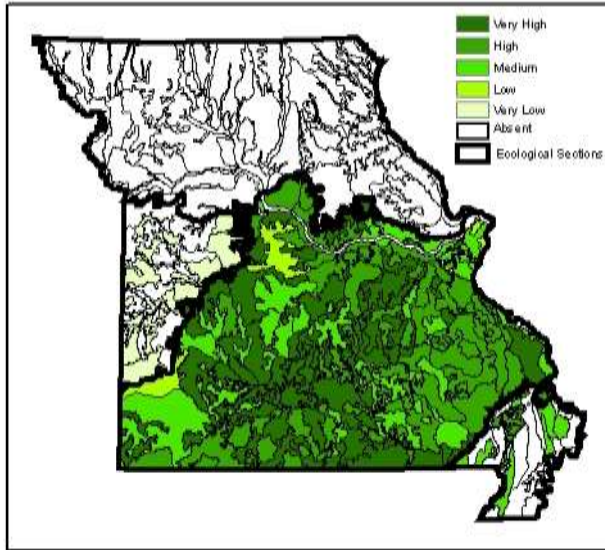 Very High
High
Medium
Low
Very Low
Absent
Ecological Sections